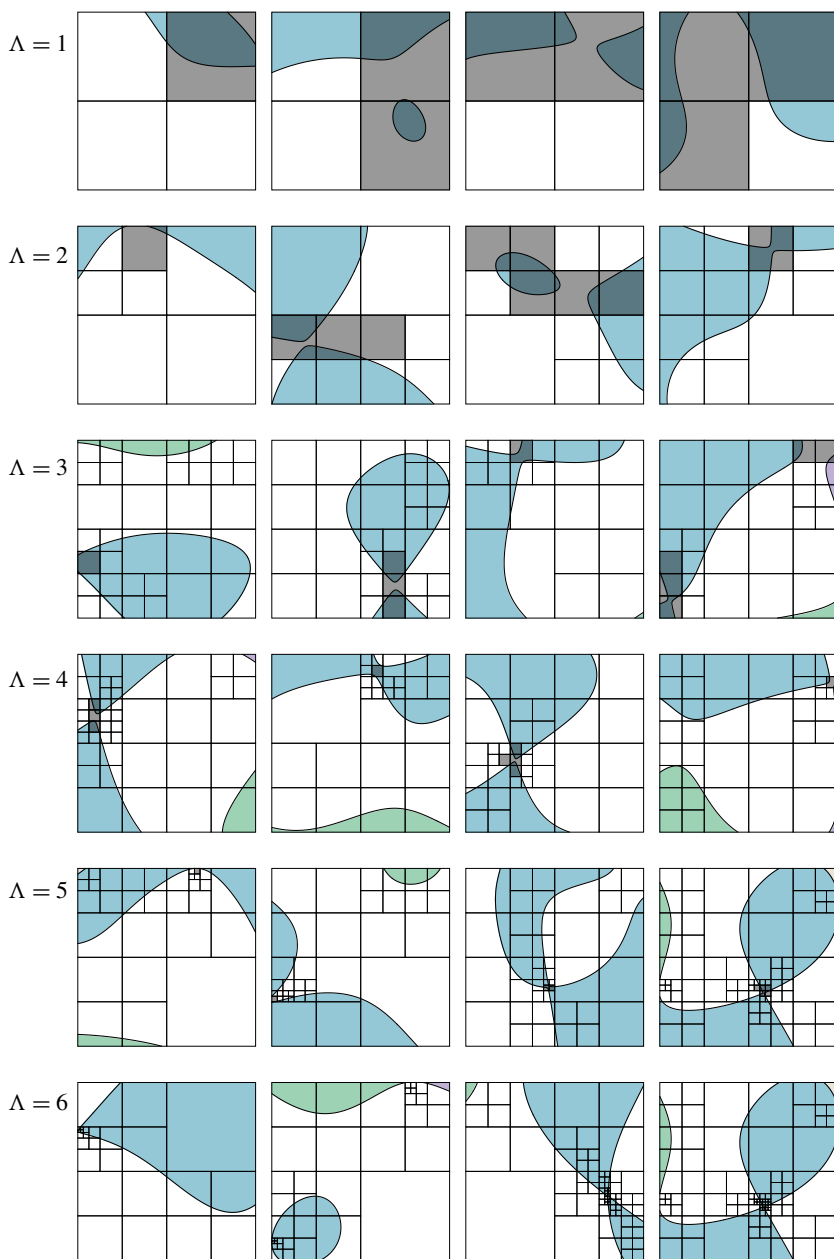 Λ = 1
Λ = 2
Λ = 3
Λ = 4
Λ = 5
Λ = 6